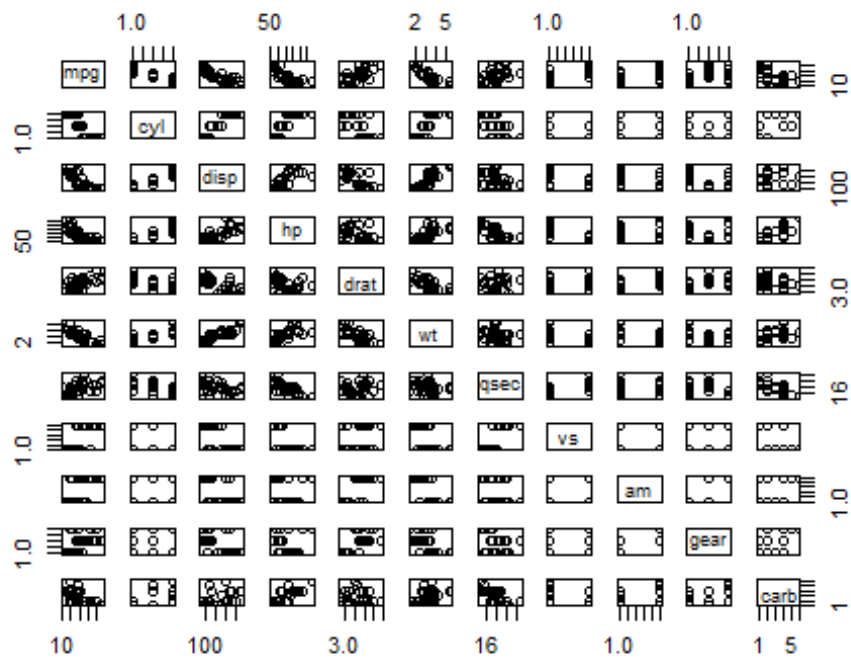 1.0 50 2 5 1.0 1.0
mpg 10
1.0 cyl
disp 100
50 hp
drat 3.0
2 wt
qsec 16
1.0 vs
am 1.0
1.0 gear
carb 1
10 100 3.0 16 1.0 1 5